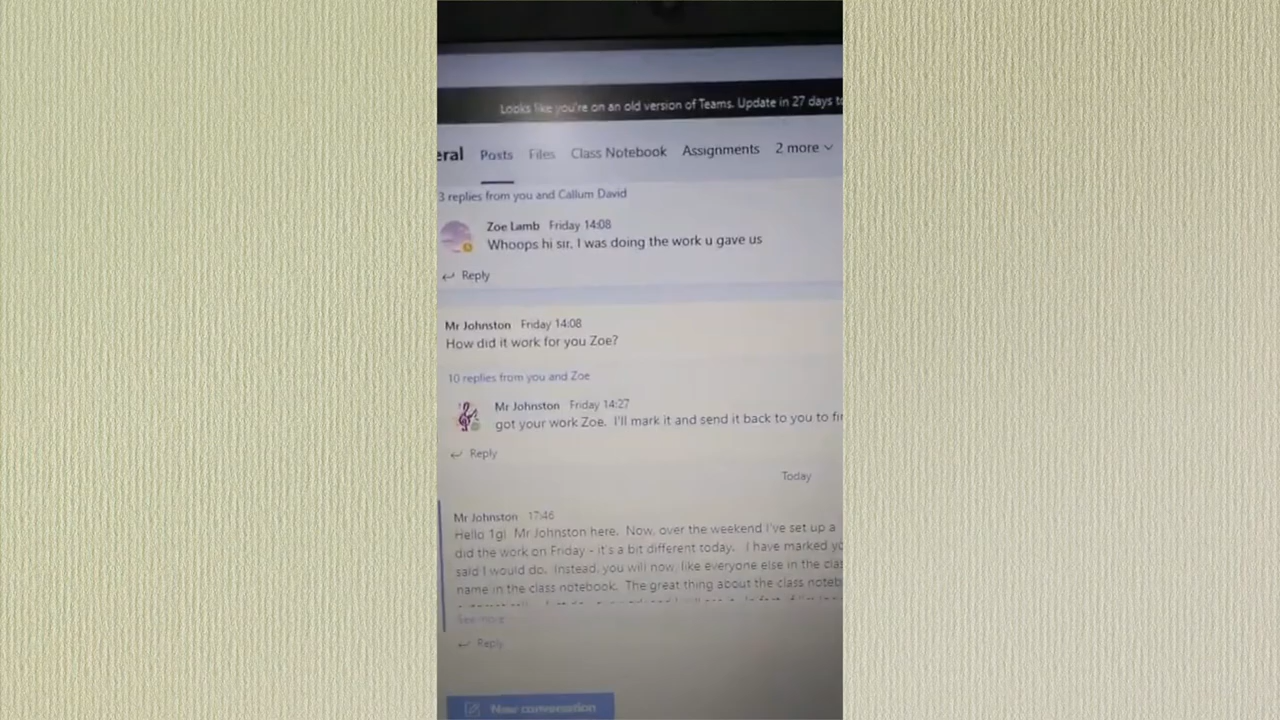 Looks like you're on an old version of Teams. Update in 27 days to
eral Posts Files Class Notebook Assignments 2 more
3 replies from you and Callum David
Zoe Lamb Friday 14:08
Whoops hi sir. I was doing the work u gave us
Reply
Mr Johnston Friday 14:08
How did it work for you Zoe?
10 replies from you and Zoe
Mr Johnston Friday 14:27
got your work Zoe. I'll mark it and send it back to you to
Reply
Today
Mr Johnston 17:46
Hello 1gl Mr Johnston here. Now, over the weekend I've set up a
did the work on Friday - it's a bit different today. I have marked
said I would do. Instead, you will now, like everyone else in the
name in the class notebook. The great thing about the class
See more
Reply
New conversation